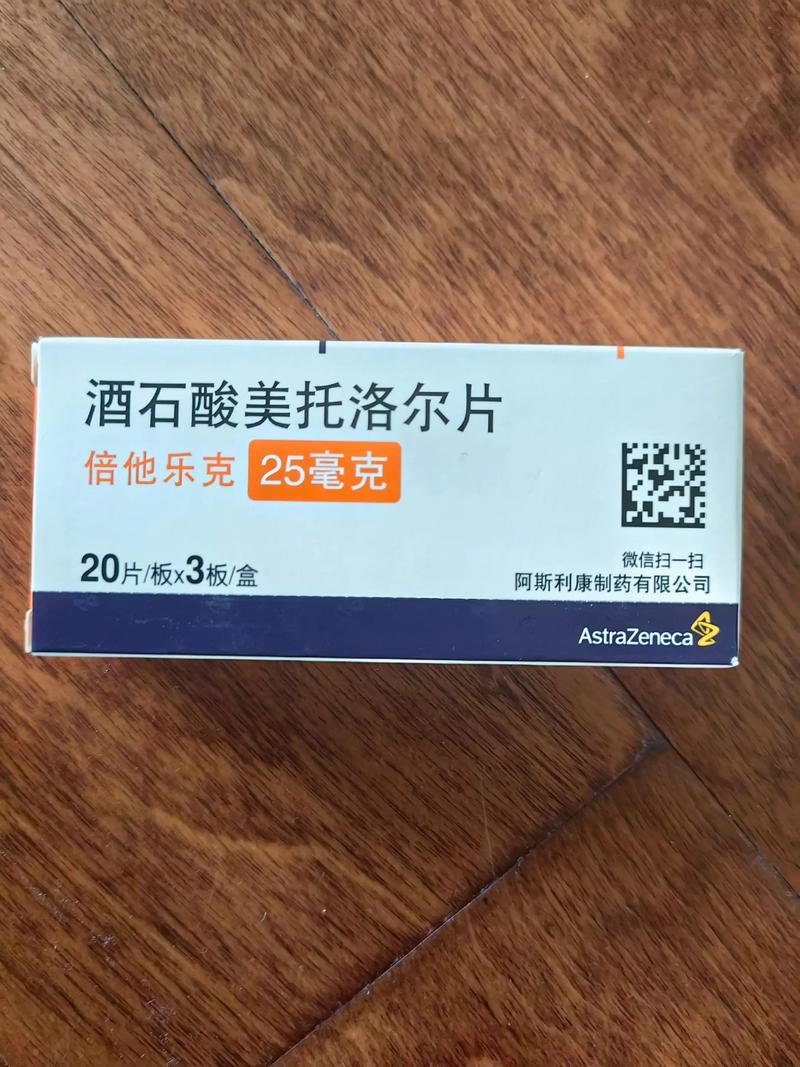 酒石酸美托洛尔片
倍他乐克 25毫克
20片/板x3板/盒
微信扫一扫
阿斯利康制药有限公司
AstraZeneca